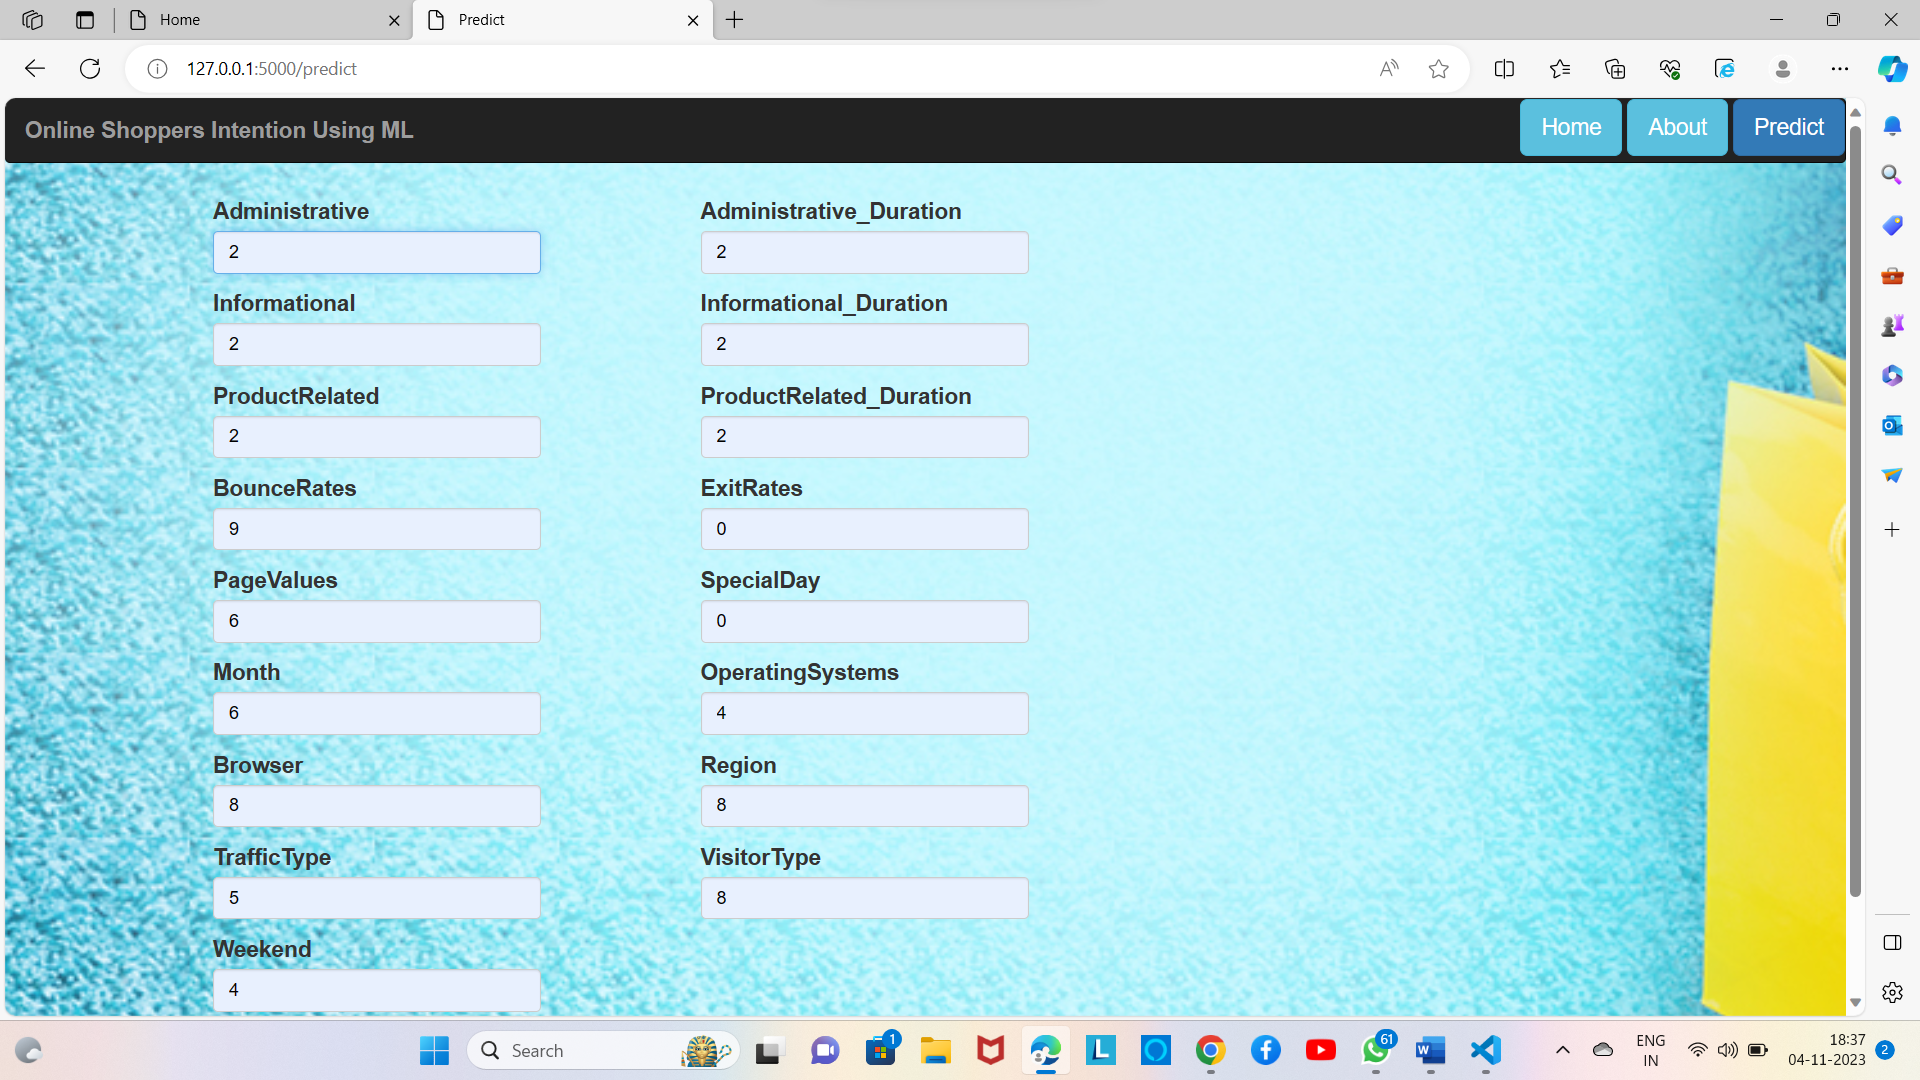 Home
Predict
127.0.0.1:5000/predict
Online Shoppers Intention Using ML
Home
About
Predict
Administrative
Administrative_Duration
2
2
Informational
Informational_Duration
2
2
ProductRelated
ProductRelated_Duration
2
2
BounceRates
ExitRates
9
0
PageValues
SpecialDay
6
0
Month
OperatingSystems
6
4
Browser
Region
8
8
TrafficType
VisitorType
5
8
Weekend
4
Search
1
61
ENG
IN
18:37
04-11-2023
2